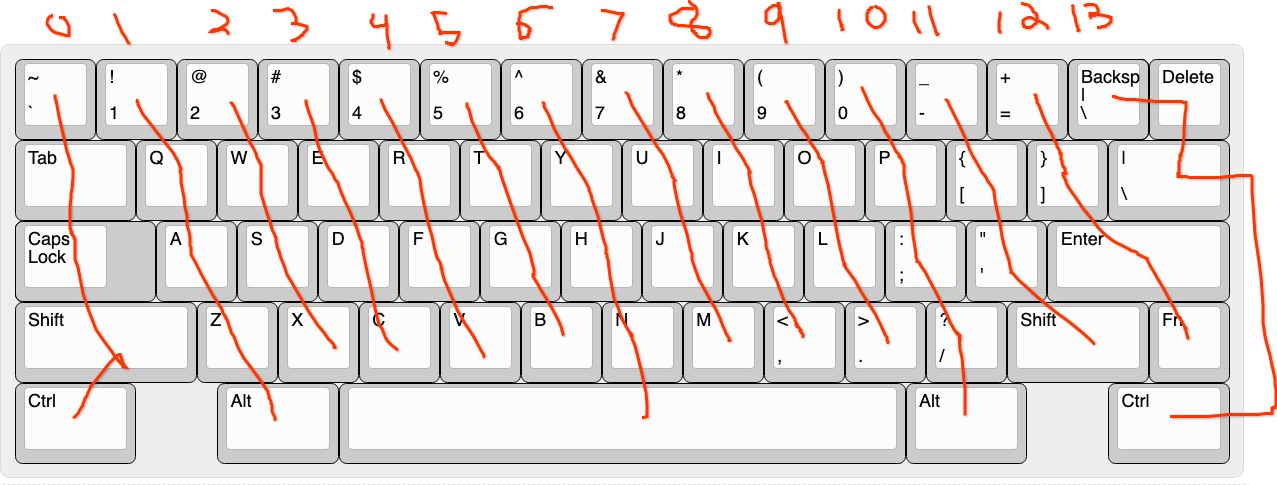 0 1 2 3 4 5 6 7 8 9 10 11 12 13
~ ! @ # $ % ^ & * ( ) _ + Backsp Delete
` 1 2 3 4 5 6 7 8 9 0 - = | \
Tab Q W E R T Y U I O P { } |
[ ] \
Caps A S D F G H J K L : " Enter
Lock ; '
Shift Z X C V B N M < > ? Shift Fn
, . /
Ctrl Alt Alt Ctrl